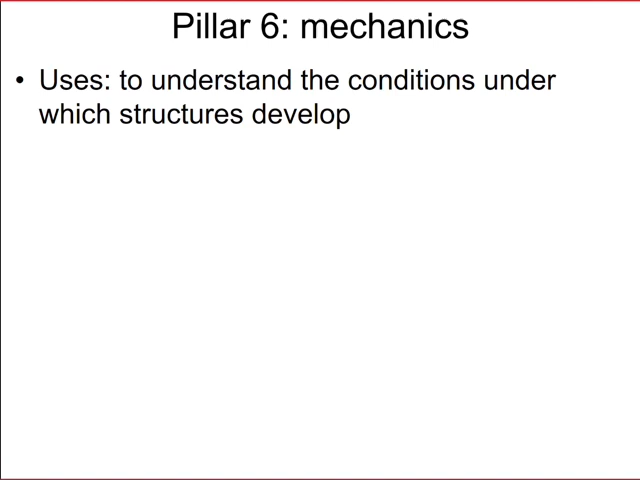 Pillar 6: mechanics
• Uses: to understand the conditions under
which structures develop